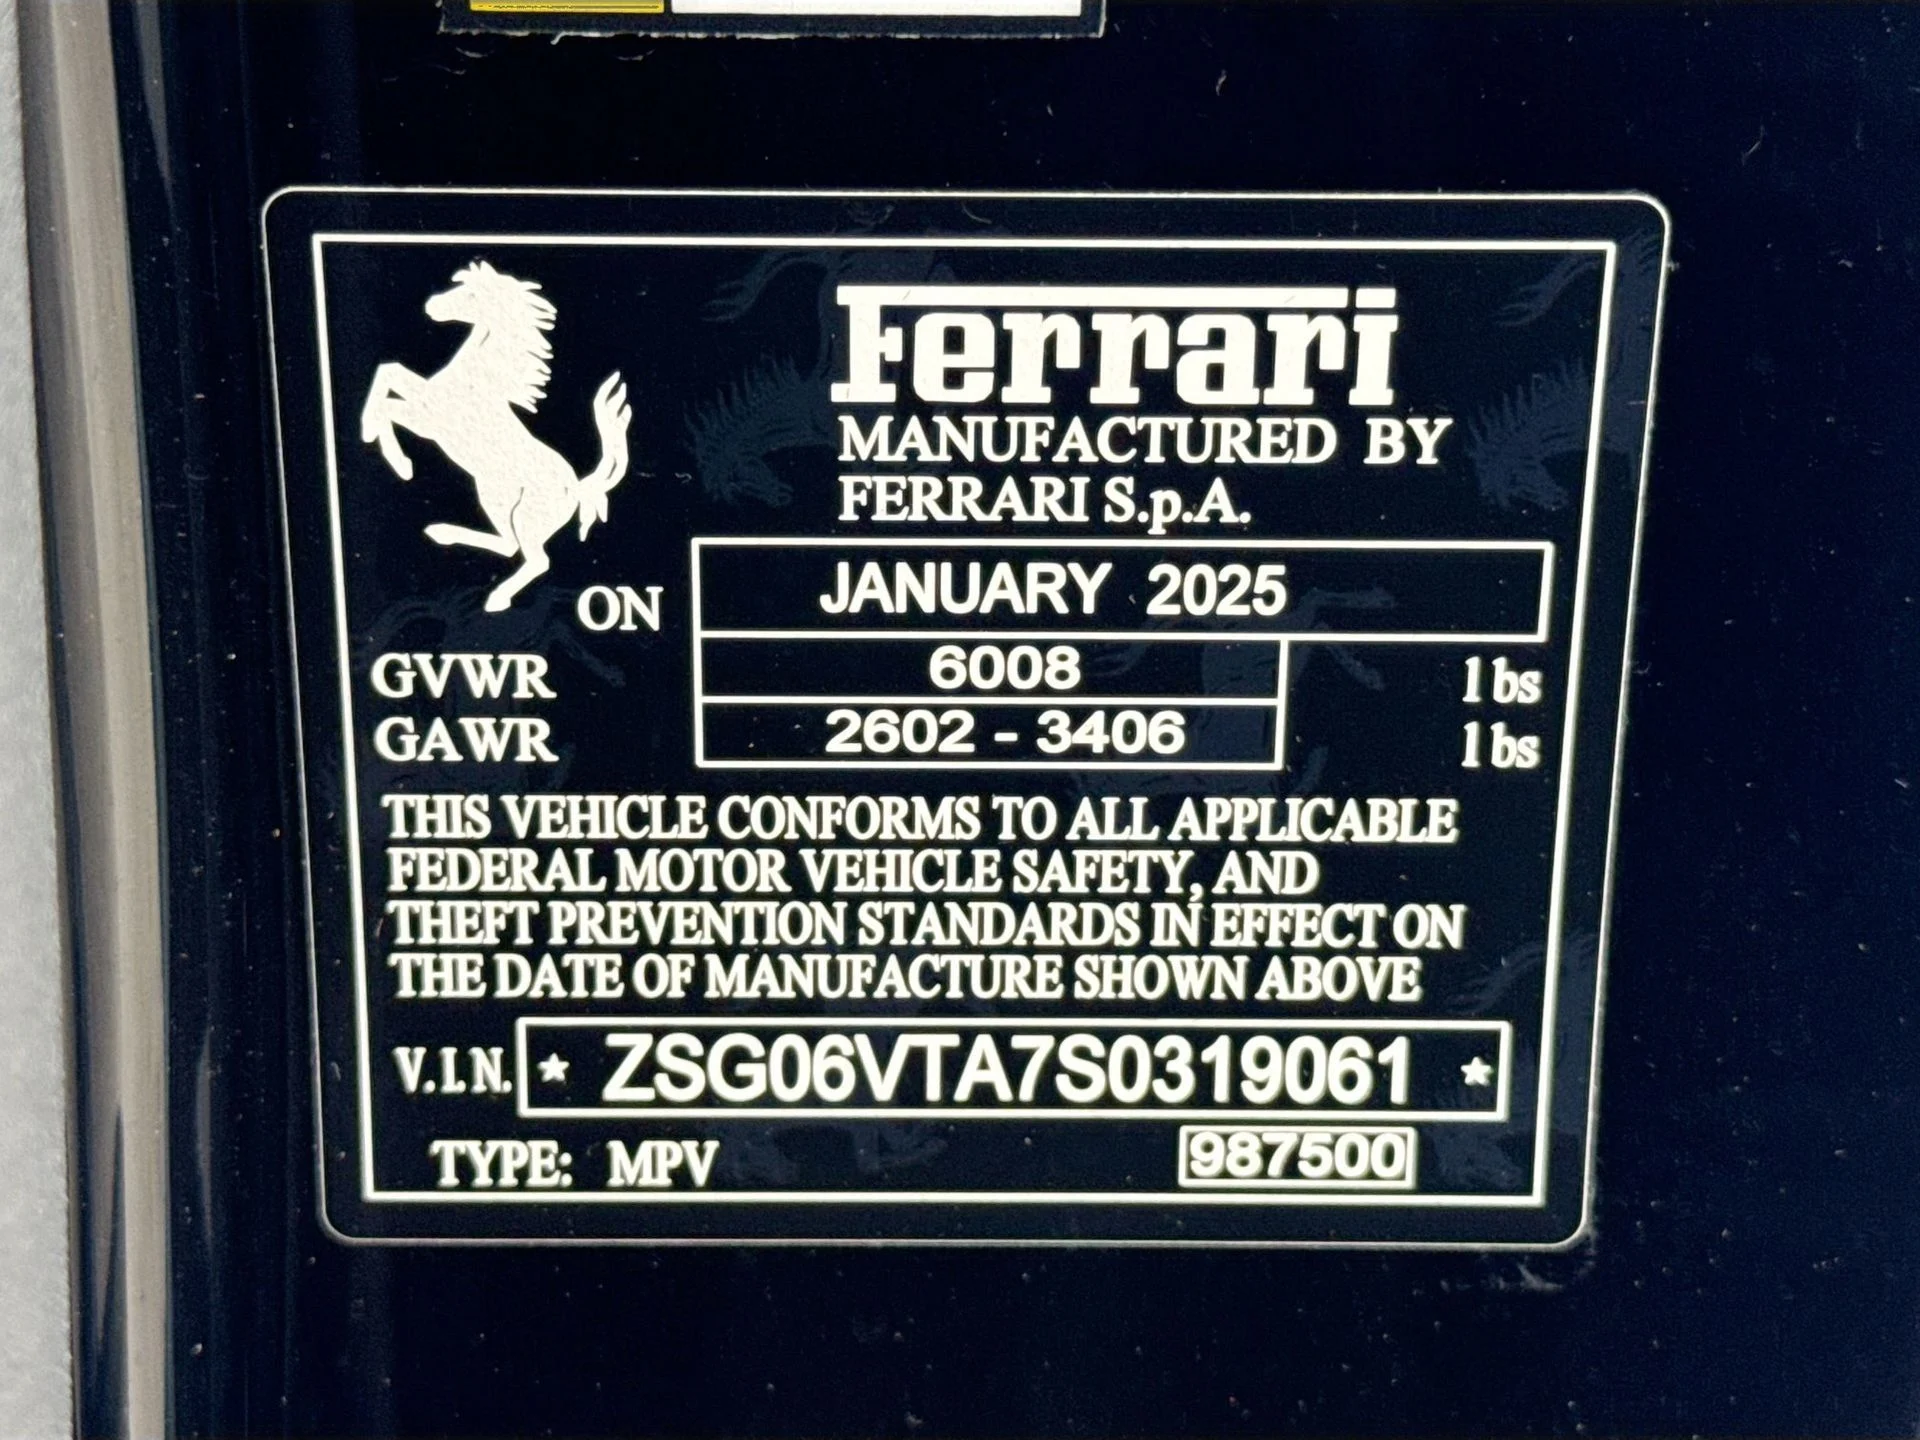 Ferrari
MANUFACTURED BY
FERRARI S.p.A.
ON JANUARY 2025
GVWR 6008 lbs
GAWR 2602 - 3406 lbs
THIS VEHICLE CONFORMS TO ALL APPLICABLE
FEDERAL MOTOR VEHICLE SAFETY, AND
THEFT PREVENTION STANDARDS IN EFFECT ON
THE DATE OF MANUFACTURE SHOWN ABOVE
V.I.N. * ZSG06VTA7S0319061 *
TYPE: MPV 987500